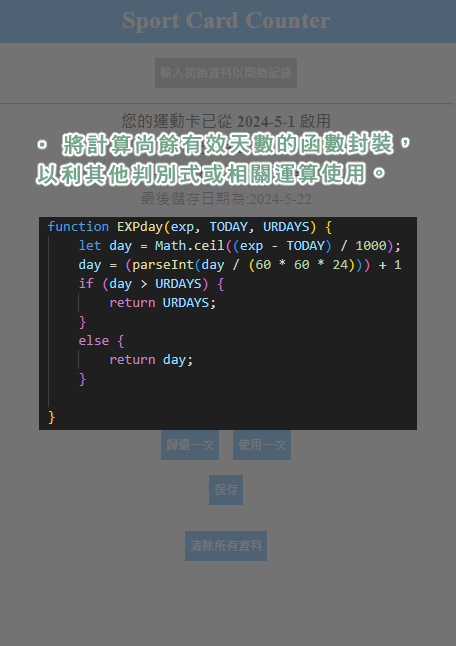 Sport Card Counter
輸入初始資料以開始記錄
您的運動卡已從 2024-5-1 啟用
· 將計算尚餘有效天數的函數封裝，
以利其他判別式或相關運算使用。
最後儲存日期為:2024-5-22
function EXPday(exp, TODAY, URDAYS) {
let day = Math.ceil((exp - TODAY) / 1000);
day = (parseInt(day / (60 * 60 * 24))) + 1
if (day > URDAYS) {
return URDAYS;
}
else {
return day;
}
}
歸還一次 使用一次
保存
清除所有資料